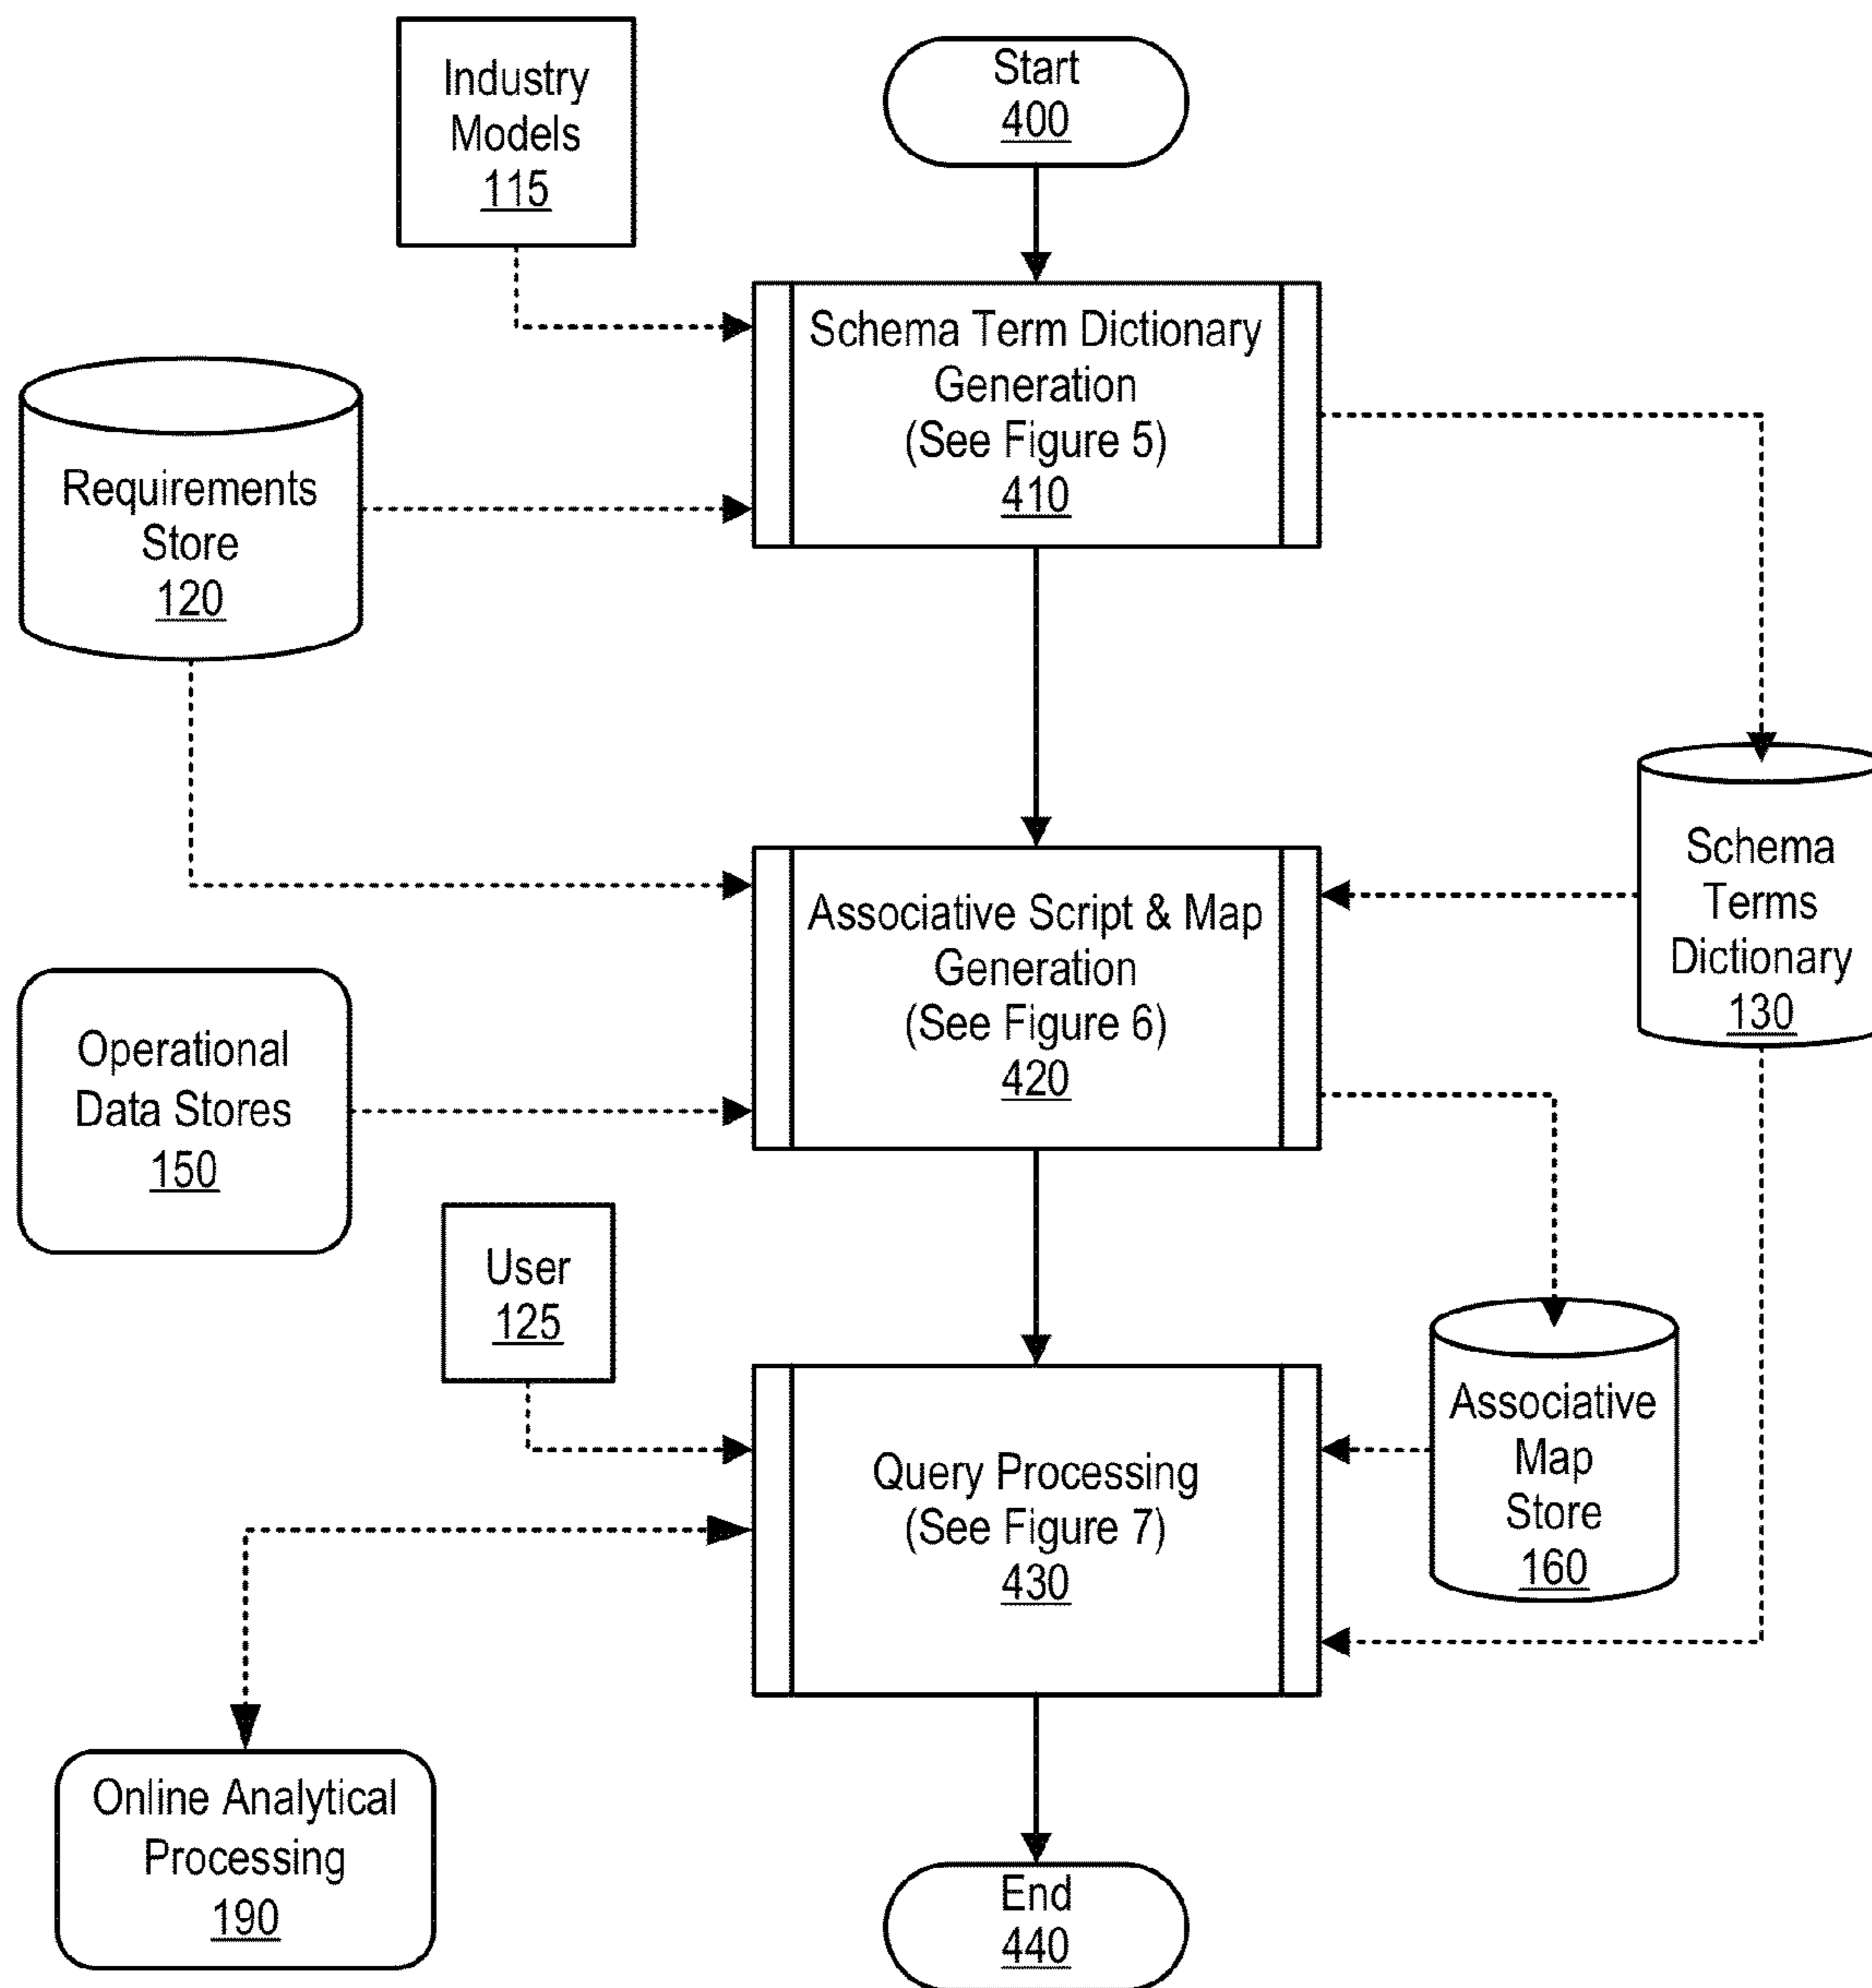 Industry
Models
115
Start
400
Schema Term Dictionary
Generation
(See Figure 5)
410
Requirements
Store
120
Schema
Terms
Dictionary
130
Associative Script & Map
Generation
(See Figure 6)
420
Operational
Data Stores
150
User
125
Query Processing
(See Figure 7)
430
Associative
Map
Store
160
Online Analytical
Processing
190
End
440